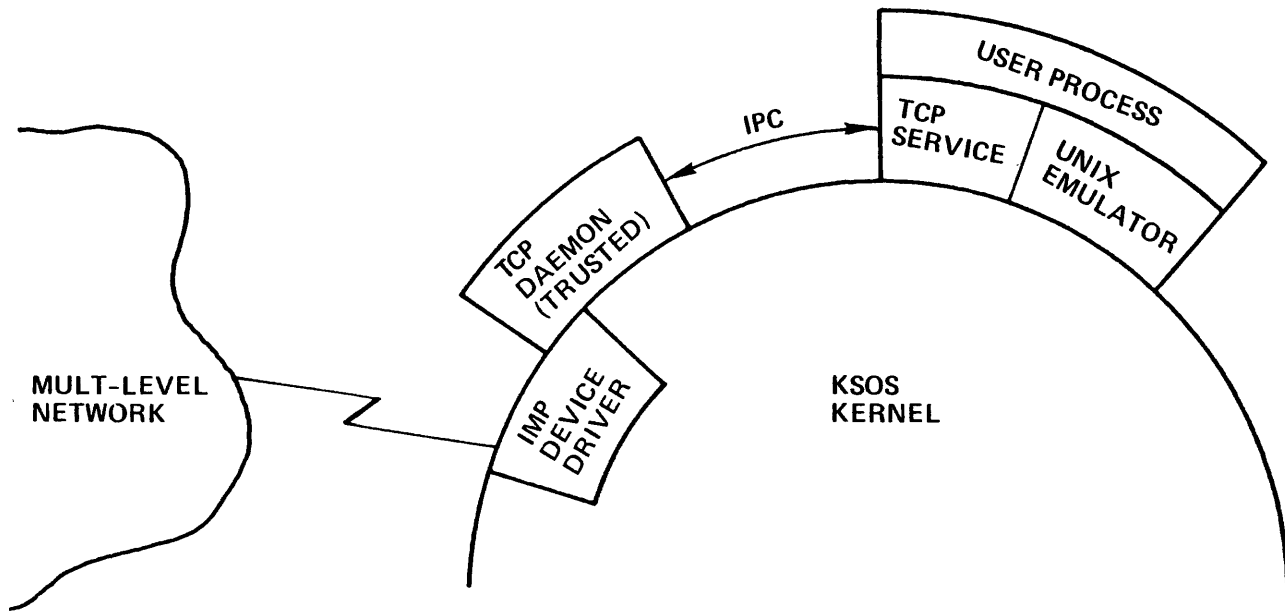 USER PROCESS
IPC
TCP
SERVICE
UNIX
EMULATOR
TCP
DAEMON
(TRUSTED)
IMP
DEVICE
DRIVER
MULT-LEVEL
NETWORK
KSOS
KERNEL